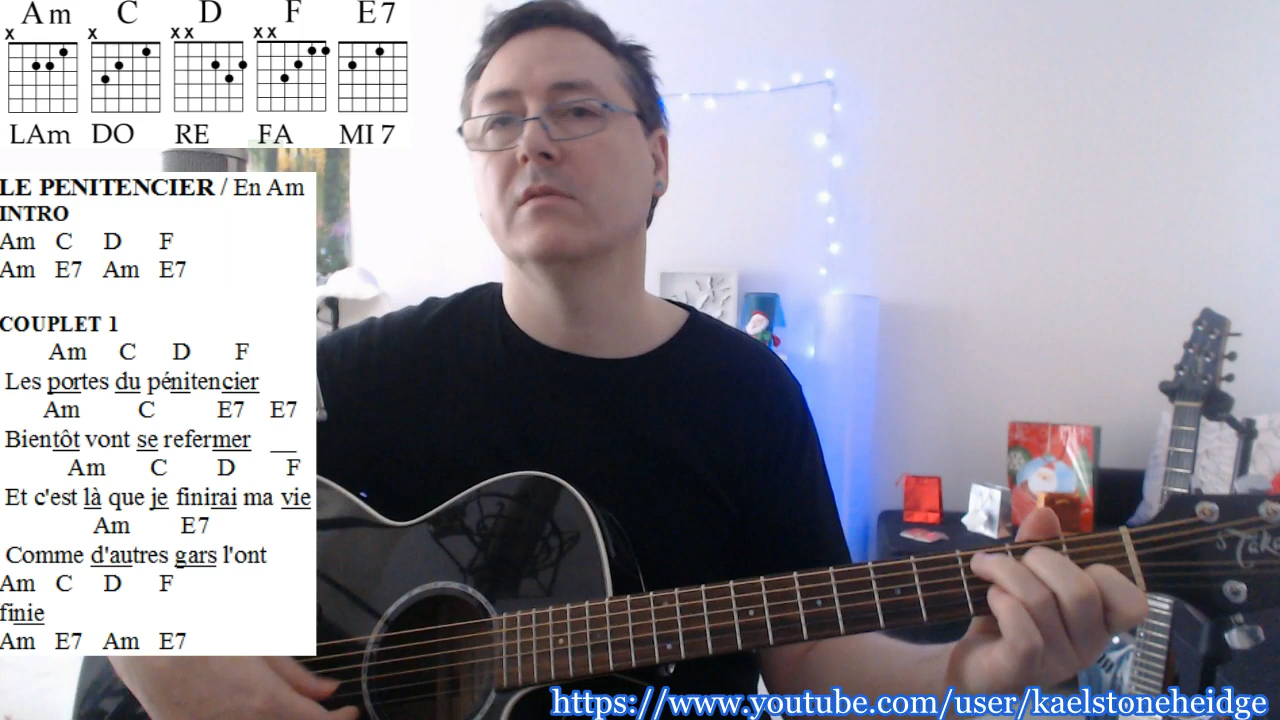 Am C D F E7
x x xx xx
LAm DO RE FA MI 7
LE PENITENCIER / En Am
INTRO
Am C D F
Am E7 Am E7
COUPLET 1
Am C D F
Les portes du pénitencier
Am C E7 E7
Bientôt vont se refermer __
Am C D F
Et c'est là que je finirai ma vie
Am E7
Comme d'autres gars l'ont
Am C D F
finie
Am E7 Am E7
https://www.youtube.com/user/kaelstoneheidge